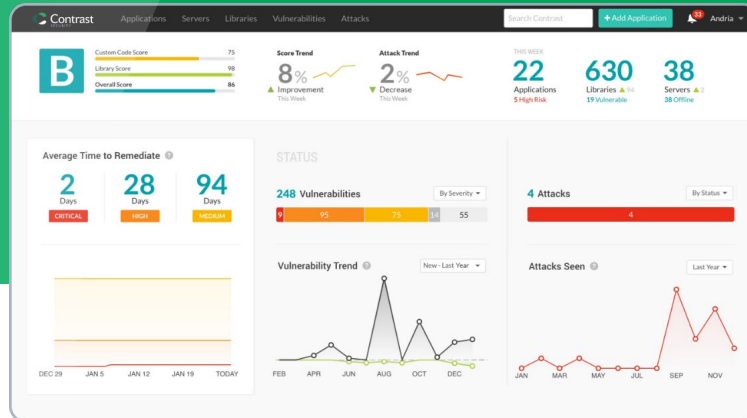 Contrast
SECURITY
Applications Servers Libraries Vulnerabilities Attacks
Search Contrast
+ Add Application
31
Andria
B
Custom Code Score 75
Library Score 98
Overall Score 86
Score Trend
8%
Improvement
This Week
Attack Trend
2%
Decrease
This Week
THIS WEEK
22
Applications
5 High Risk
630
Libraries 94
19 Vulnerable
38
Servers 2
38 Offline
Average Time to Remediate ?
2
Days
CRITICAL
28
Days
HIGH
94
Days
MEDIUM
DEC 29 JAN 5 JAN 12 JAN 19 TODAY
STATUS
248 Vulnerabilities
By Severity
9 95 75 14 55
Vulnerability Trend ?
New - Last Year
FEB APR JUN AUG OCT DEC
4 Attacks
By Status
4
Attacks Seen ?
Last Year
JAN MAR MAY JUL SEP NOV